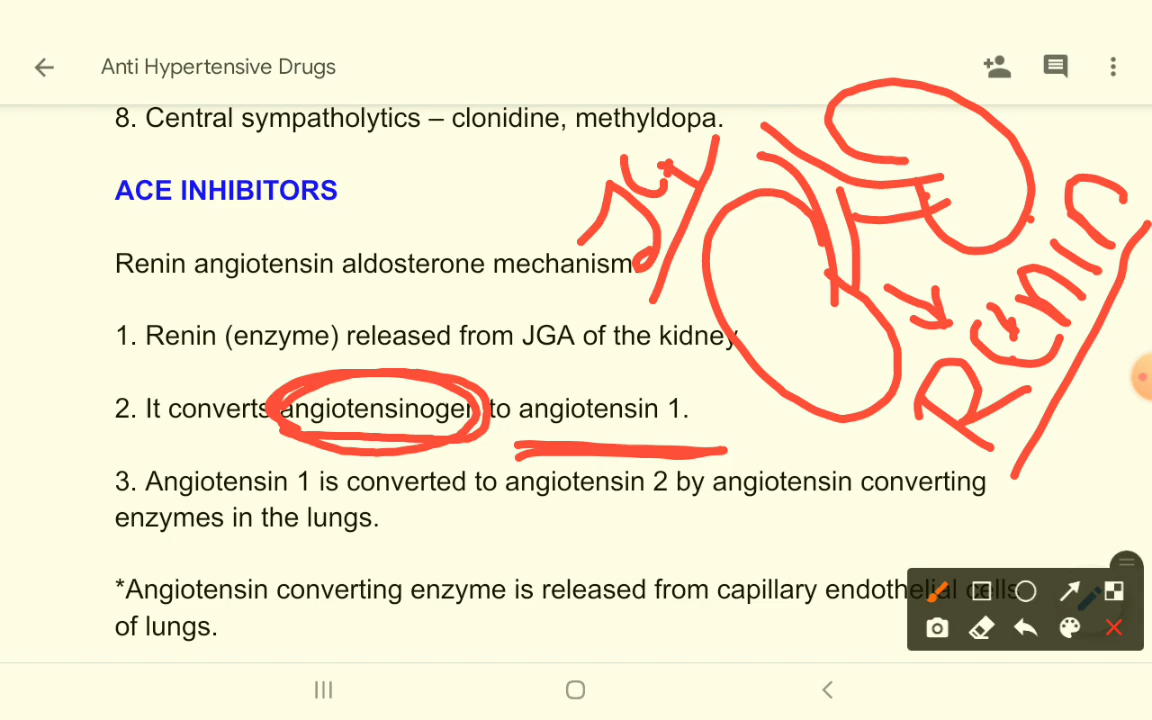 Anti Hypertensive Drugs
8. Central sympatholytics – clonidine, methyldopa.
ACE INHIBITORS
Renin angiotensin aldosterone mechanism
Renin
1. Renin (enzyme) released from JGA of the kidney
2. It converts angiotensinogen to angiotensin 1.
3. Angiotensin 1 is converted to angiotensin 2 by angiotensin converting
enzymes in the lungs.
*Angiotensin converting enzyme is released from capillary endothelial cells
of lungs.